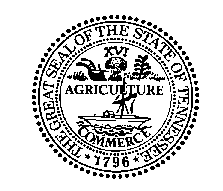 THE GREAT SEAL OF THE STATE OF TENNESSEE
XVI
AGRICULTURE
COMMERCE
1796